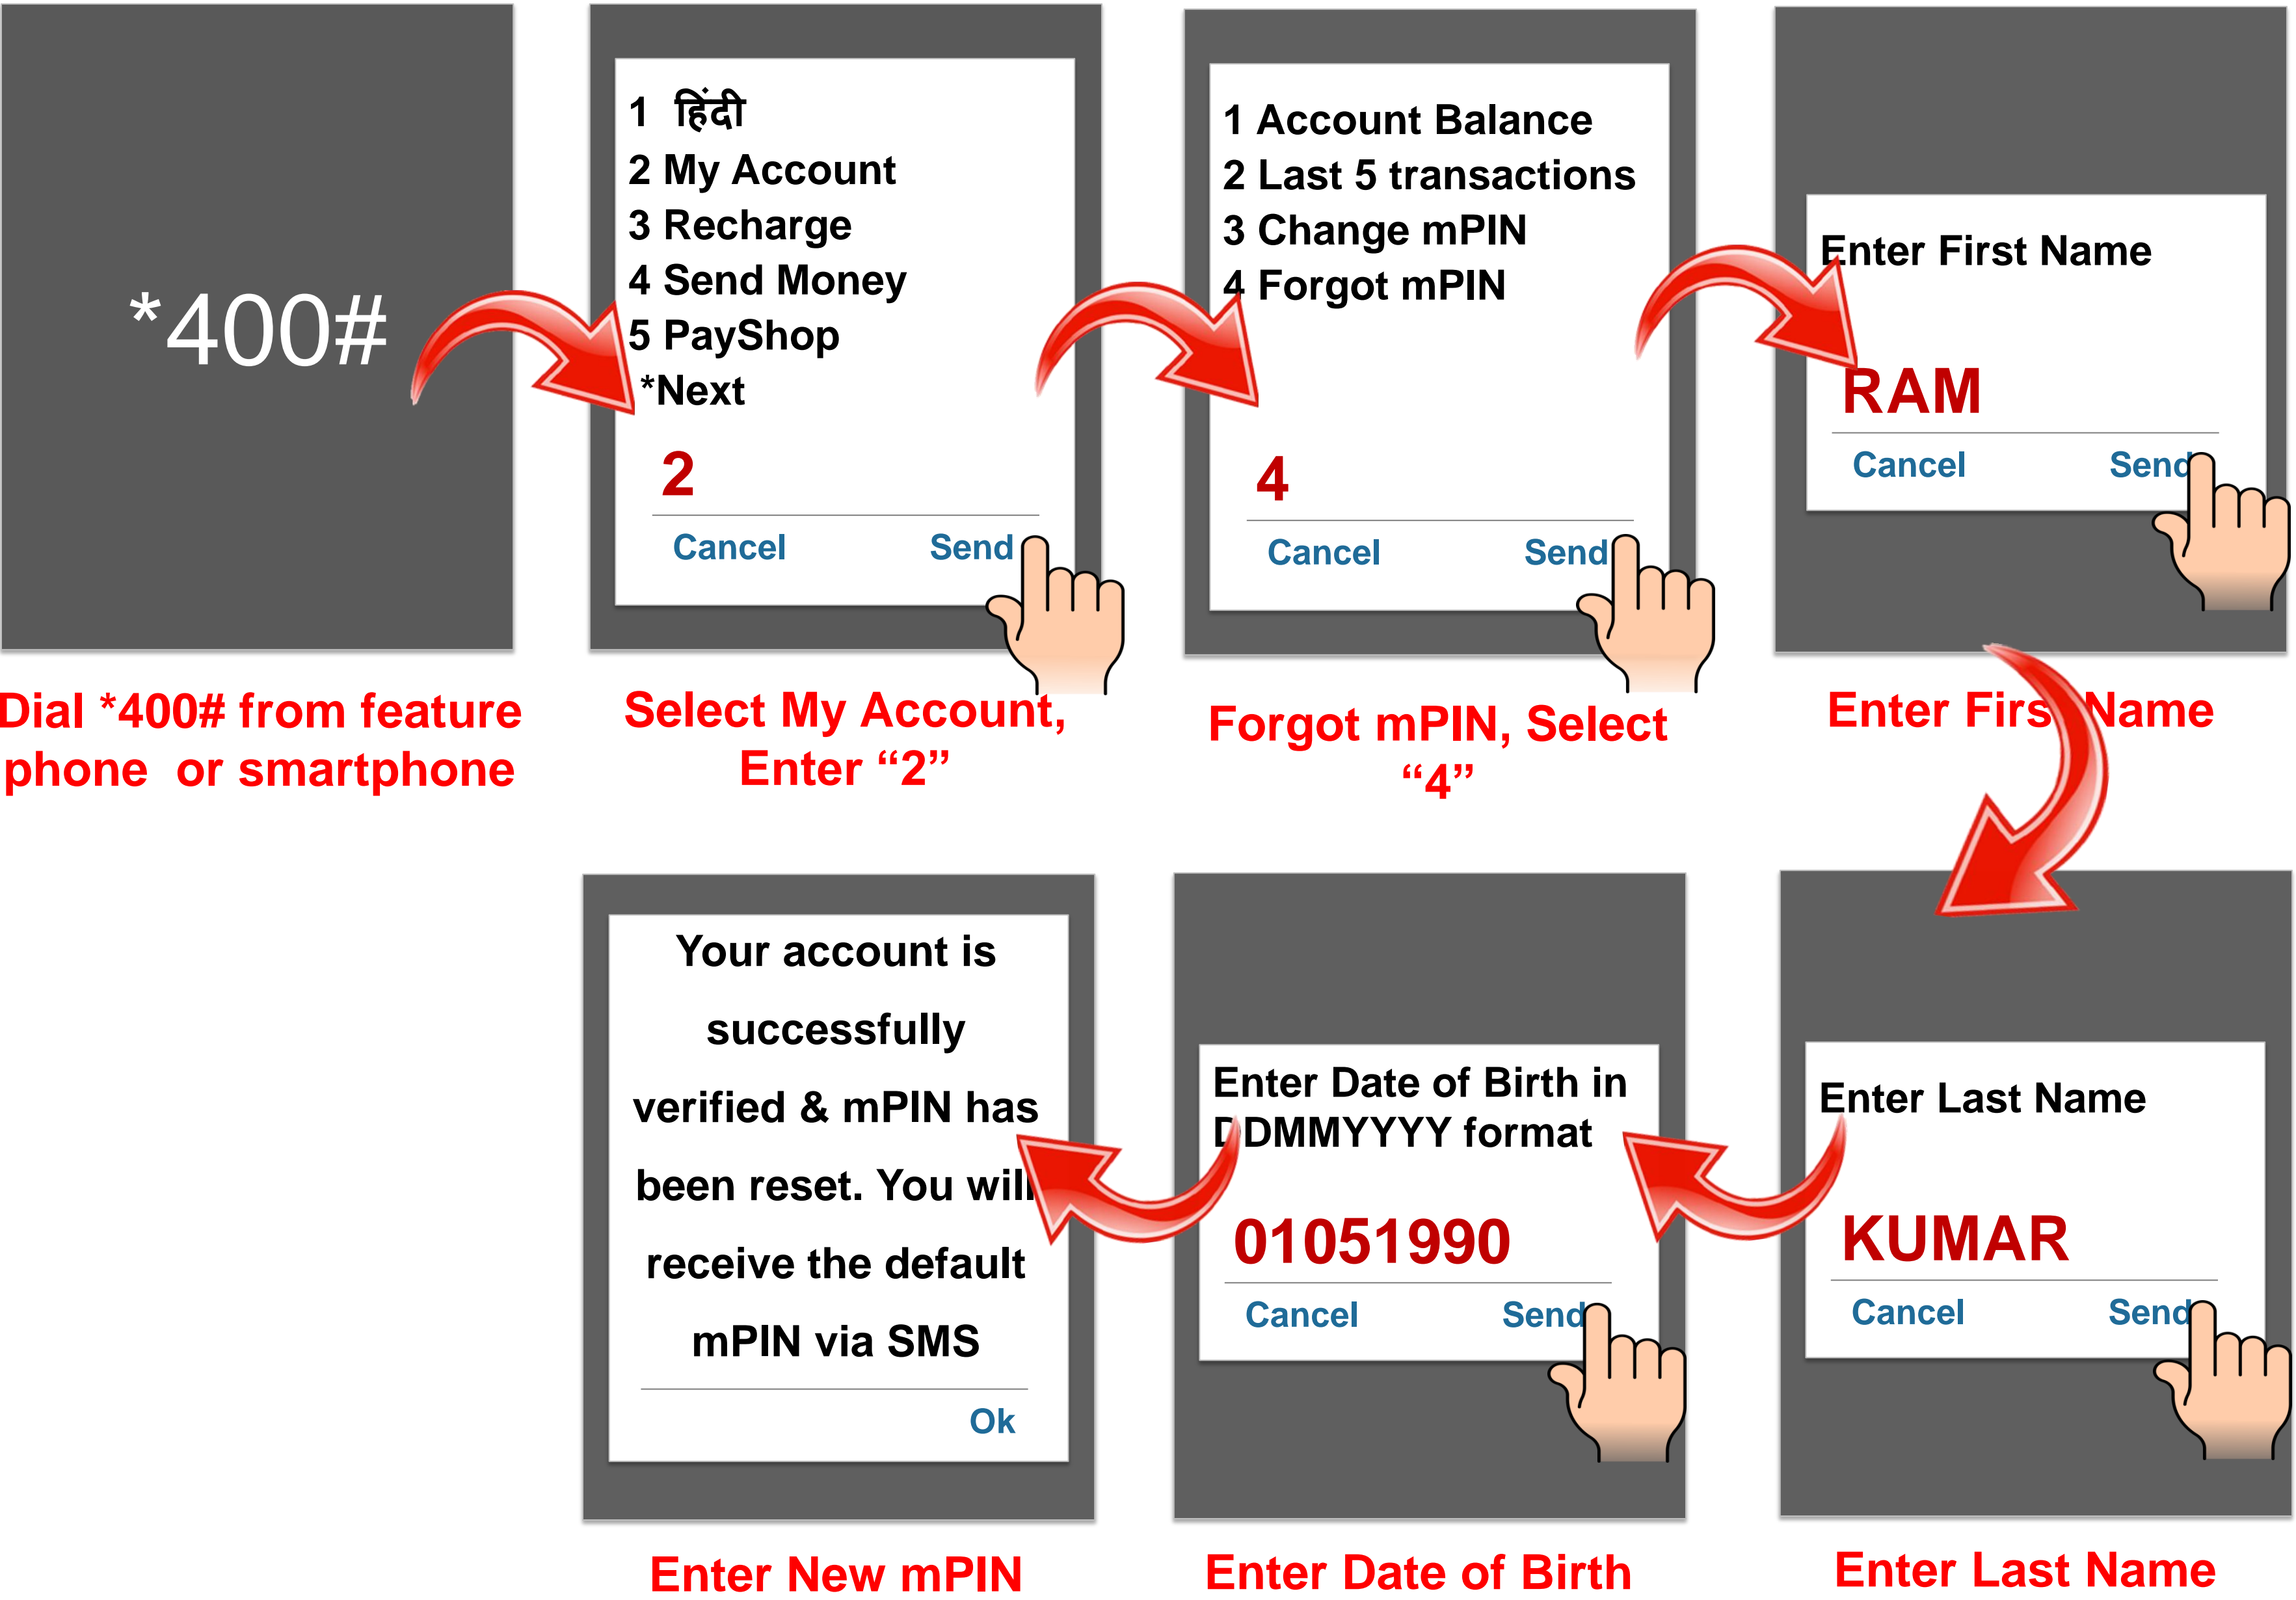 *400#
Dial *400# from feature
phone or smartphone
1 हिंदी
2 My Account
3 Recharge
4 Send Money
5 PayShop
*Next
2
Cancel Send
Select My Account,
Enter “2”
1 Account Balance
2 Last 5 transactions
3 Change mPIN
4 Forgot mPIN
4
Cancel Send
Forgot mPIN, Select
“4”
Enter First Name
RAM
Cancel Send
Enter First Name
Enter Last Name
KUMAR
Cancel Send
Enter Last Name
Enter Date of Birth in
DDMMYYYY format
01051990
Cancel Send
Enter Date of Birth
Your account is
successfully
verified & mPIN has
been reset. You will
receive the default
mPIN via SMS
Ok
Enter New mPIN